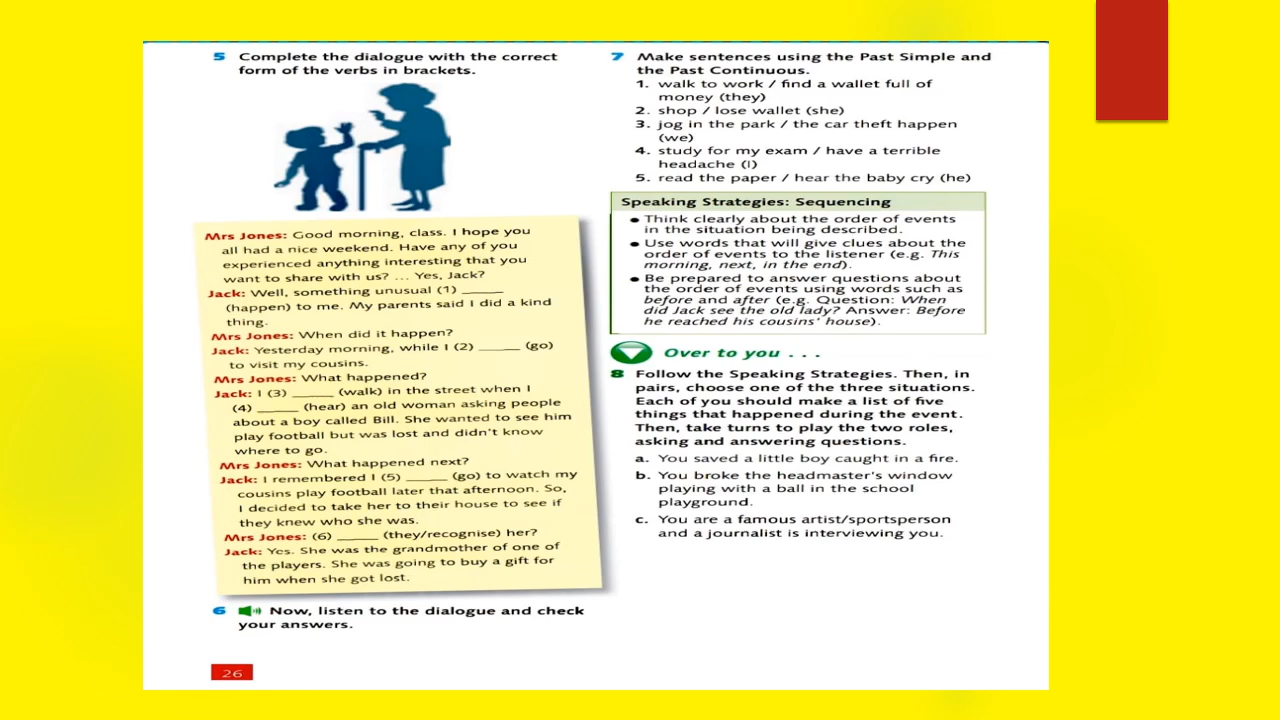 5 Complete the dialogue with the correct
form of the verbs in brackets.
Mrs Jones: Good morning, class. I hope you
all had a nice weekend. Have any of you
experienced anything interesting that you
want to share with us? ... Yes, Jack?
Jack: Well, something unusual (1) _____
(happen) to me. My parents said I did a kind
thing.
Mrs Jones: When did it happen?
Jack: Yesterday morning, while I (2) _____ (go)
to visit my cousins.
Mrs Jones: What happened?
Jack: I (3) _____ (walk) in the street when I
(4) _____ (hear) an old woman asking people
about a boy called Bill. She wanted to see him
play football but was lost and didn't know
where to go.
Mrs Jones: What happened next?
Jack: I remembered I (5) _____ (go) to watch my
cousins play football later that afternoon. So,
I decided to take her to their house to see if
they knew who she was.
Mrs Jones: (6) _____ (they/recognise) her?
Jack: Yes. She was the grandmother of one of
the players. She was going to buy a gift for
him when she got lost.
6 Now, listen to the dialogue and check
your answers.
26
7 Make sentences using the Past Simple and
the Past Continuous.
1. walk to work / find a wallet full of
money (they)
2. shop / lose wallet (she)
3. jog in the park / the car theft happen
(we)
4. study for my exam / have a terrible
headache (I)
5. read the paper / hear the baby cry (he)
Speaking Strategies: Sequencing
● Think clearly about the order of events
in the situation being described.
● Use words that will give clues about the
order of events to the listener (e.g. This
morning, next, in the end).
● Be prepared to answer questions about
the order of events using words such as
before and after (e.g. Question: When
did Jack see the old lady? Answer: Before
he reached his cousins' house).
Over to you . . .
8 Follow the Speaking Strategies. Then, in
pairs, choose one of the three situations.
Each of you should make a list of five
things that happened during the event.
Then, take turns to play the two roles,
asking and answering questions.
a. You saved a little boy caught in a fire.
b. You broke the headmaster's window
playing with a ball in the school
playground.
c. You are a famous artist/sportsperson
and a journalist is interviewing you.